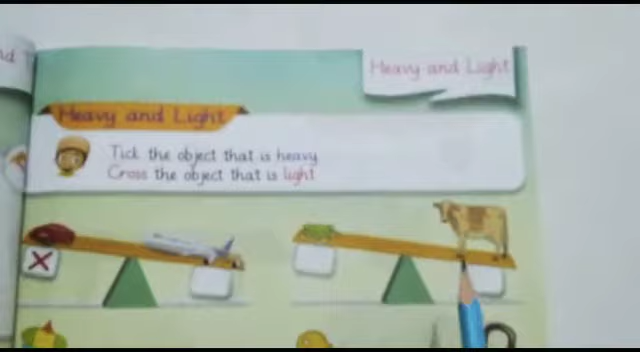 Heavy and Light
Heavy and Light
Tick the object that is heavy
Cross the object that is light